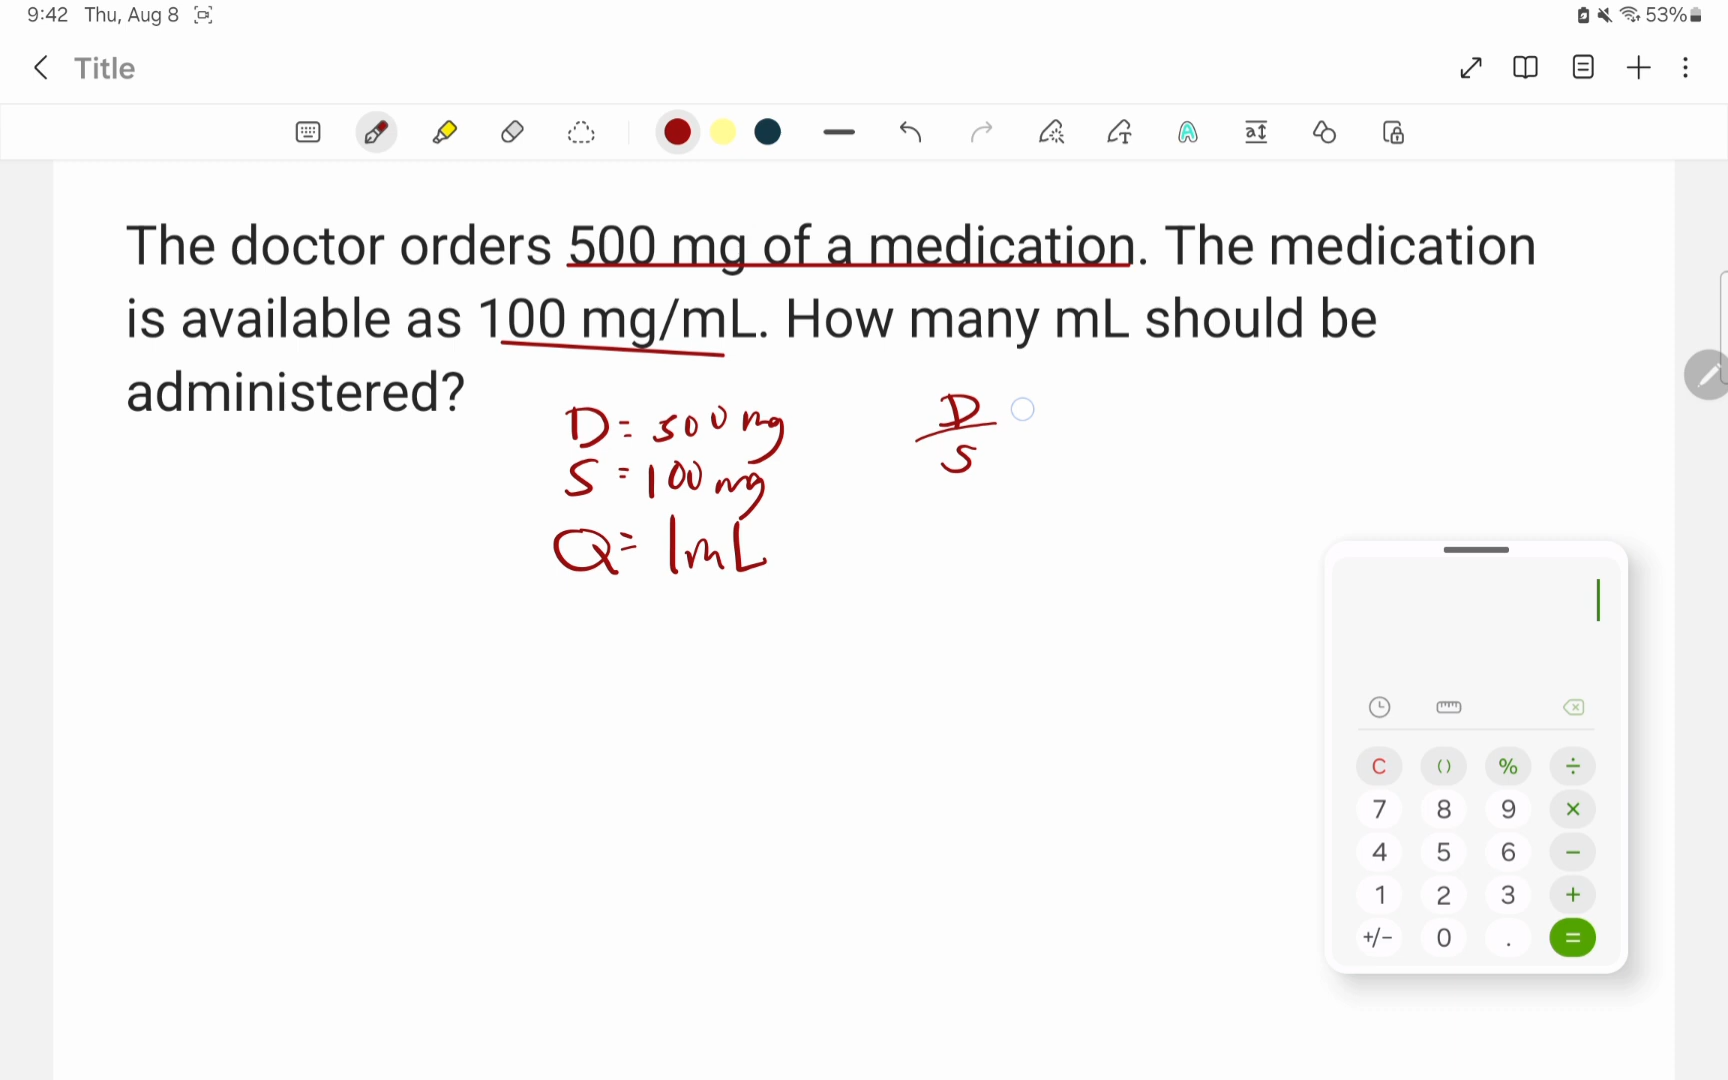 9:42 Thu, Aug 8 53%
Title
The doctor orders 500 mg of a medication. The medication
is available as 100 mg/mL. How many mL should be
administered?
D = 500 mg
S = 100 mg
Q = 1mL
D
S
C () % ÷
7 8 9 ×
4 5 6 −
1 2 3 +
+/− 0 . =